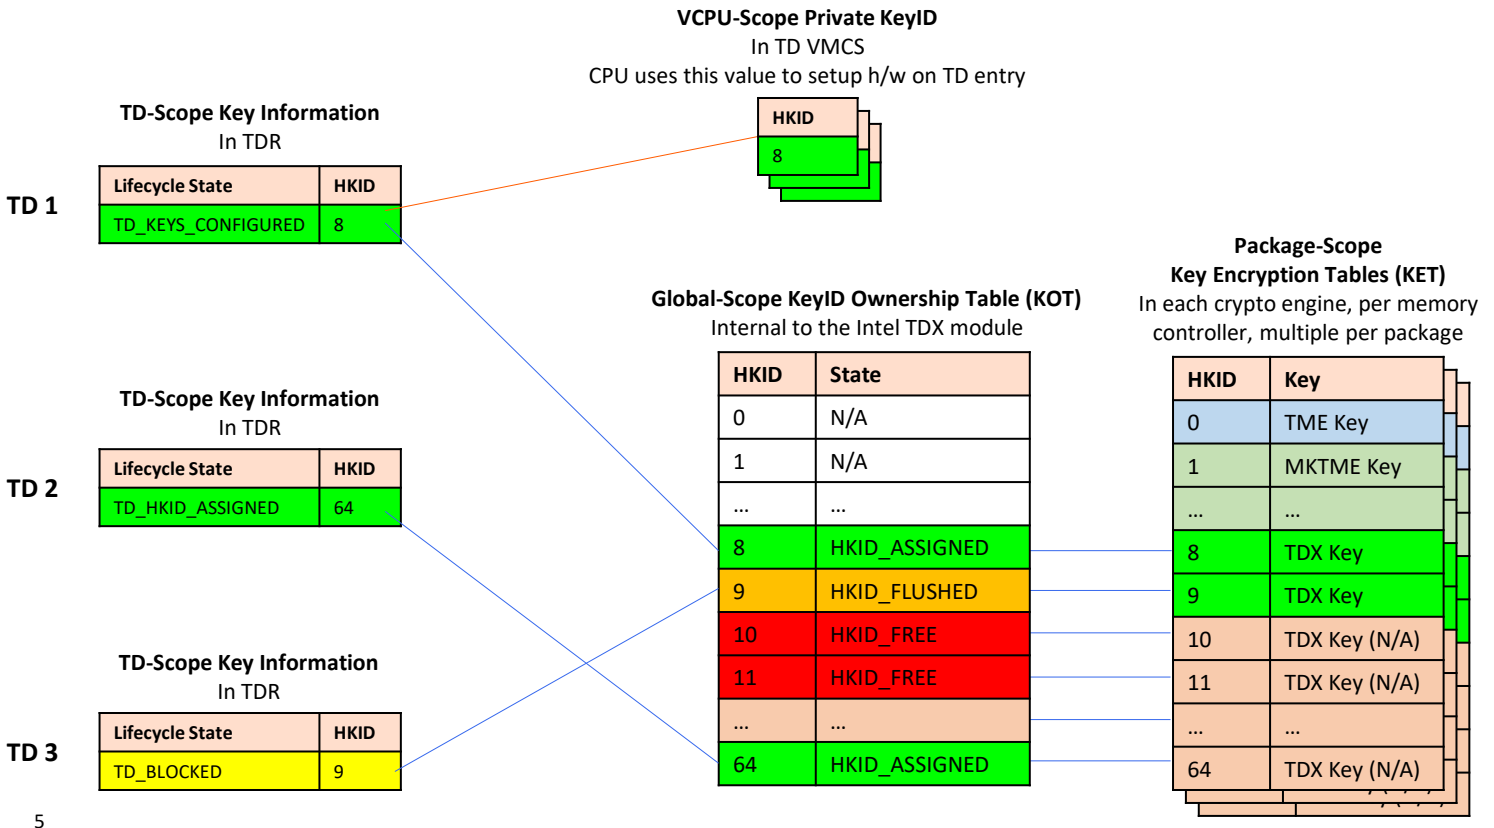 VCPU-Scope Private KeyID
In TD VMCS
CPU uses this value to setup h/w on TD entry
HKID
8
TD-Scope Key Information
In TDR
Lifecycle State HKID
TD 1
TD_KEYS_CONFIGURED 8
TD-Scope Key Information
In TDR
Lifecycle State HKID
TD 2
TD_HKID_ASSIGNED 64
TD-Scope Key Information
In TDR
Lifecycle State HKID
TD 3
TD_BLOCKED 9
Global-Scope KeyID Ownership Table (KOT)
Internal to the Intel TDX module
HKID State
0 N/A
1 N/A
... ...
8 HKID_ASSIGNED
9 HKID_FLUSHED
10 HKID_FREE
11 HKID_FREE
... ...
64 HKID_ASSIGNED
Package-Scope
Key Encryption Tables (KET)
In each crypto engine, per memory
controller, multiple per package
HKID Key
0 TME Key
1 MKTME Key
... ...
8 TDX Key
9 TDX Key
10 TDX Key (N/A)
11 TDX Key (N/A)
... ...
64 TDX Key (N/A)
5